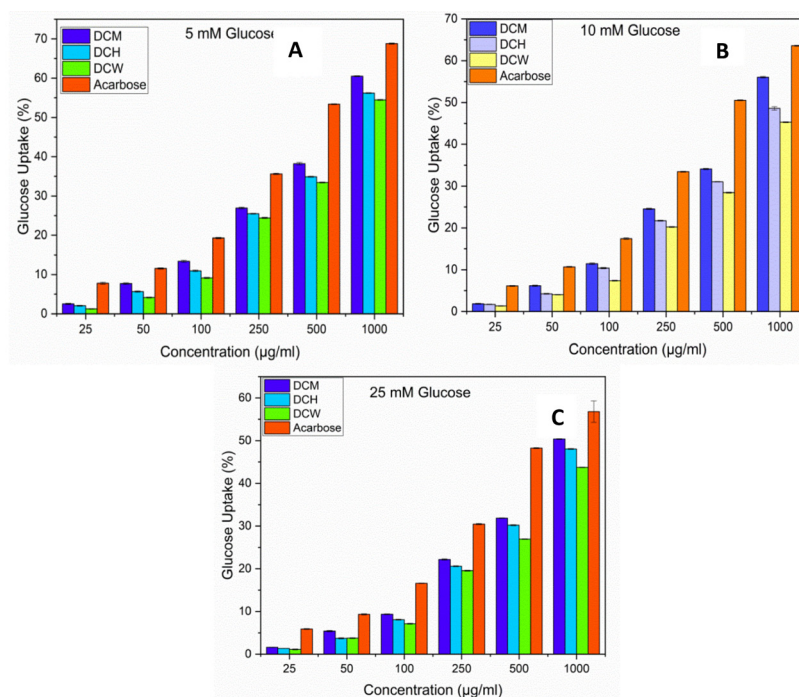 5 mM Glucose
A
DCM
DCH
DCW
Acarbose
Glucose Uptake (%)
70
60
50
40
30
20
10
0
25 50 100 250 500 1000
Concentration (µg/ml)
10 mM Glucose
B
DCM
DCH
DCW
Acarbose
Glucose Uptake (%)
70
60
50
40
30
20
10
0
25 50 100 250 500 1000
Concentration (µg/ml)
25 mM Glucose
C
DCM
DCH
DCW
Acarbose
Glucose Uptake (%)
60
50
40
30
20
10
0
25 50 100 250 500 1000
Concentration (µg/ml)